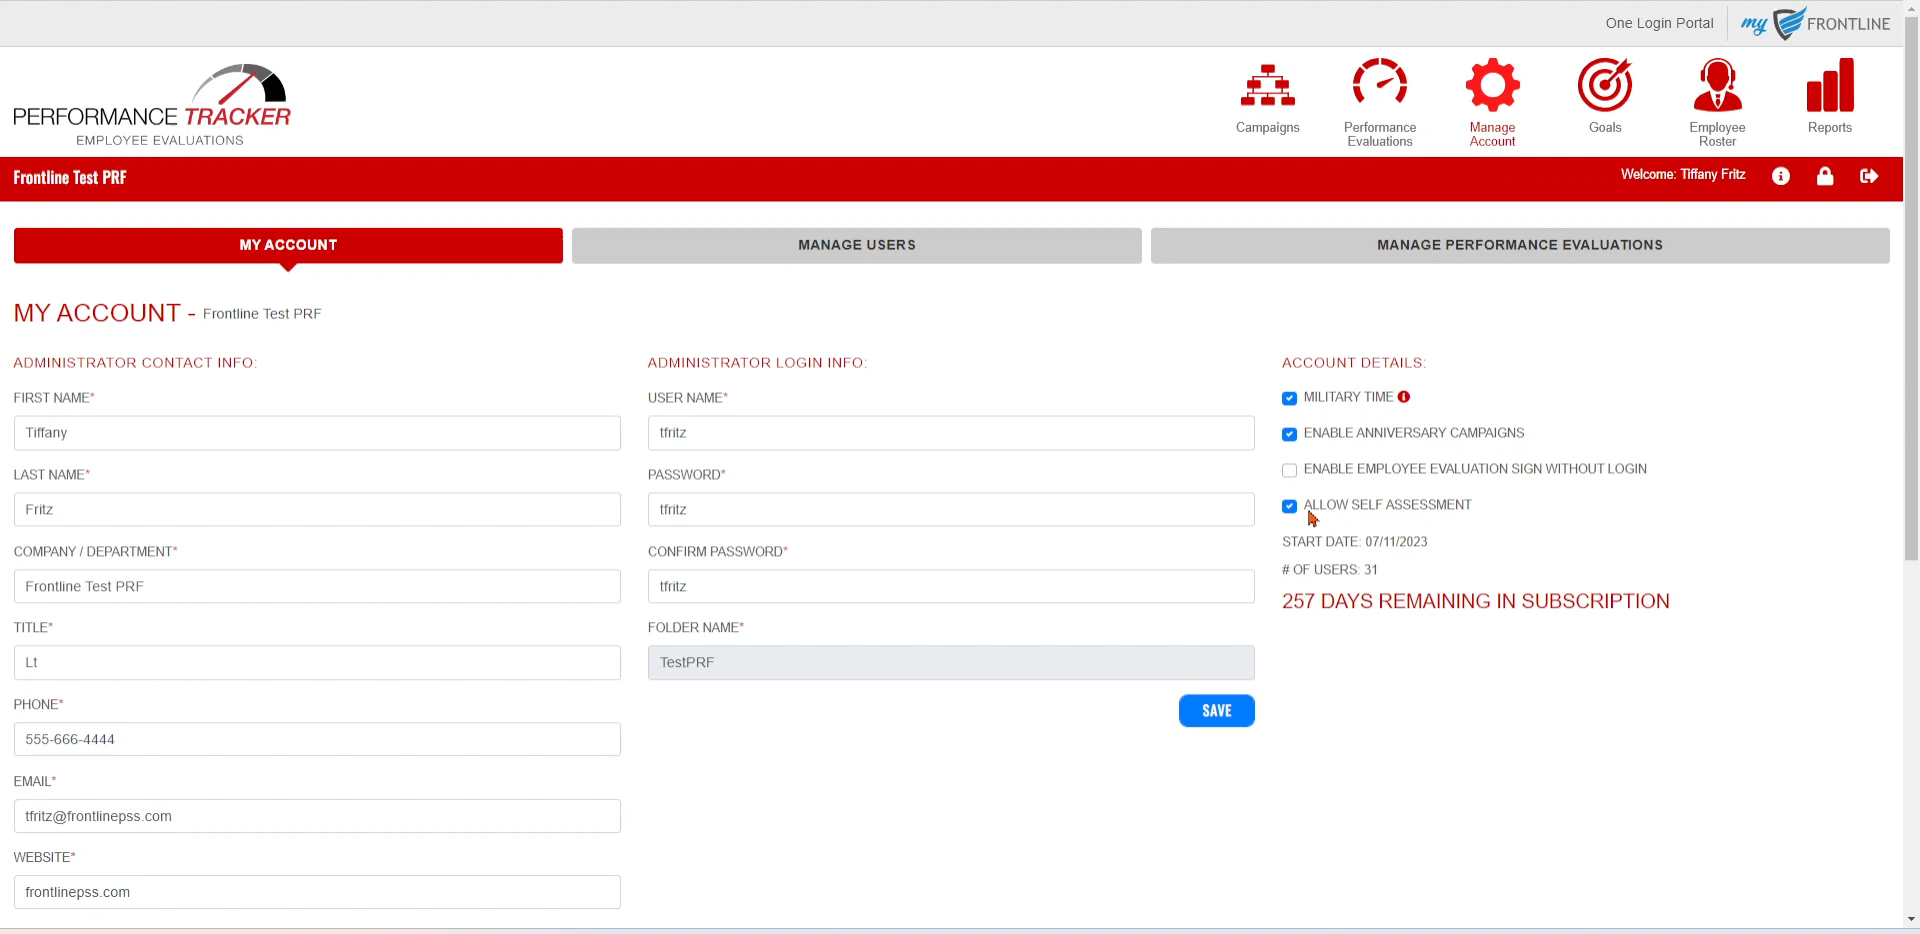 One Login Portal
my FRONTLINE
PERFORMANCE TRACKER
EMPLOYEE EVALUATIONS
Campaigns
Performance
Evaluations
Manage
Account
Goals
Employee
Roster
Reports
Frontline Test PRF
Welcome: Tiffany Fritz
MY ACCOUNT
MANAGE USERS
MANAGE PERFORMANCE EVALUATIONS
MY ACCOUNT - Frontline Test PRF
ADMINISTRATOR CONTACT INFO:
FIRST NAME*
Tiffany
LAST NAME*
Fritz
COMPANY / DEPARTMENT*
Frontline Test PRF
TITLE*
Lt
PHONE*
555-666-4444
EMAIL*
tfritz@frontlinepss.com
WEBSITE*
frontlinepss.com
ADMINISTRATOR LOGIN INFO:
USER NAME*
tfritz
PASSWORD*
tfritz
CONFIRM PASSWORD*
tfritz
FOLDER NAME*
TestPRF
SAVE
ACCOUNT DETAILS:
MILITARY TIME
ENABLE ANNIVERSARY CAMPAIGNS
ENABLE EMPLOYEE EVALUATION SIGN WITHOUT LOGIN
ALLOW SELF ASSESSMENT
START DATE: 07/11/2023
# OF USERS: 31
257 DAYS REMAINING IN SUBSCRIPTION